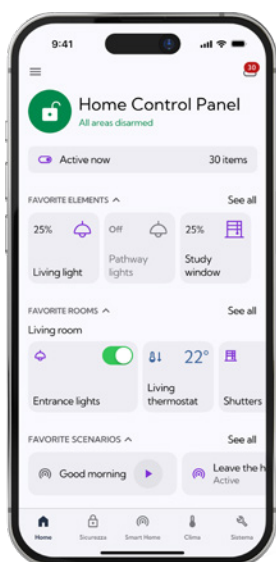 9:41
30
Home Control Panel
All areas disarmed
Active now 30 items
FAVORITE ELEMENTS See all
25% Off 25%
Living light Pathway lights Study window
FAVORITE ROOMS See all
Living room
22°
Entrance lights Living thermostat Shutters
FAVORITE SCENARIOS See all
Good morning Leave the h
Active
Home Sicurezza Smart Home Clima Sistema